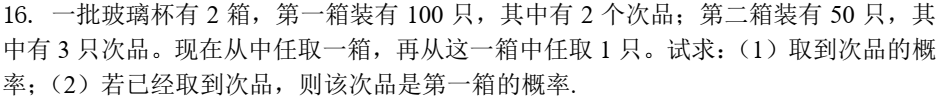 16. 一批玻璃杯有 2 箱，第一箱装有 100 只，其中有 2 个次品；第二箱装有 50 只，其
中有 3 只次品。现在从中任取一箱，再从这一箱中任取 1 只。试求：（1）取到次品的概
率；（2）若已经取到次品，则该次品是第一箱的概率.